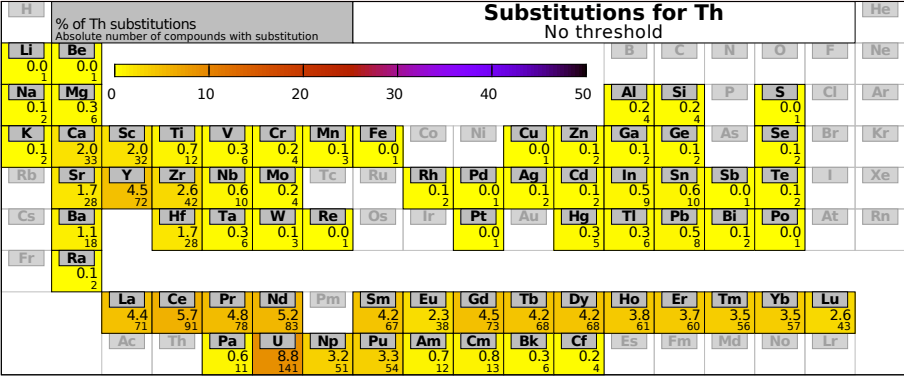 H
% of Th substitutions
Absolute number of compounds with substitution
Substitutions for Th
No threshold
He
Li Be B C N O F Ne
0.0 0.0
1 1
0 10 20 30 40 50
Na Mg Al Si P S Cl Ar
0.1 0.3 0.2 0.2 0.0
2 6 4 4 1
K Ca Sc Ti V Cr Mn Fe Co Ni Cu Zn Ga Ge As Se Br Kr
0.1 2.0 2.0 0.7 0.3 0.2 0.1 0.0 0.0 0.1 0.1 0.1 0.1
2 33 32 12 6 4 3 1 1 2 2 2 2
Rb Sr Y Zr Nb Mo Tc Ru Rh Pd Ag Cd In Sn Sb Te I Xe
1.7 4.5 2.6 0.6 0.2 0.1 0.0 0.1 0.1 0.5 0.6 0.0 0.1
28 72 42 10 4 2 1 2 2 9 10 1 2
Cs Ba Hf Ta W Re Os Ir Pt Au Hg Tl Pb Bi Po At Rn
1.1 1.7 0.3 0.1 0.0 0.0 0.3 0.3 0.5 0.1 0.0
18 28 6 3 1 1 5 6 8 2 1
Fr Ra
0.1
2
La Ce Pr Nd Pm Sm Eu Gd Tb Dy Ho Er Tm Yb Lu
4.4 5.7 4.8 5.2 4.2 2.3 4.5 4.2 4.2 3.8 3.7 3.5 3.5 2.6
71 91 78 83 67 38 73 68 68 61 60 56 57 43
Ac Th Pa U Np Pu Am Cm Bk Cf Es Fm Md No Lr
0.6 8.8 3.2 3.3 0.7 0.8 0.3 0.2
11 141 51 54 12 13 6 4